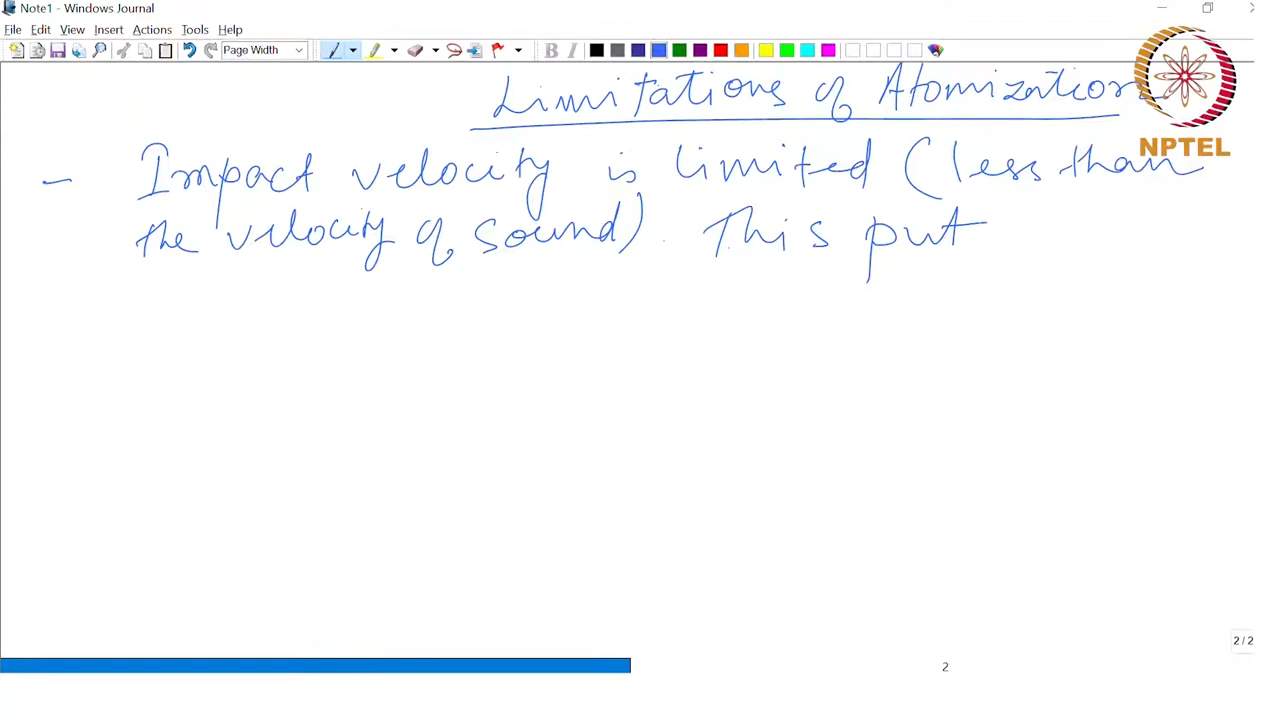 Note1 - Windows Journal
File Edit View Insert Actions Tools Help
Page Width B I
Limitations of Atomization
NPTEL
- Impact velocity is limited (less than
the velocity of sound). This put
2/2
2